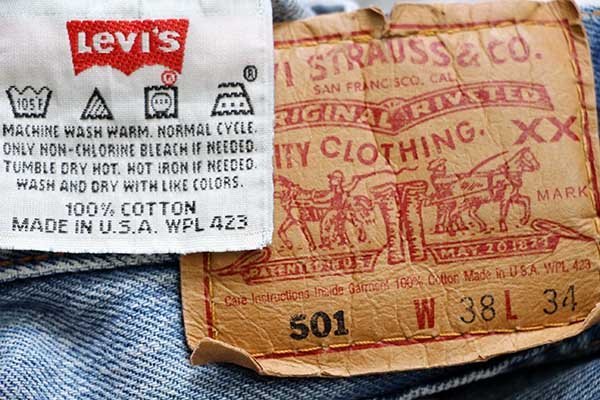 LEVI'S
®
®
105F
MACHINE WASH WARM. NORMAL CYCLE.
ONLY NON-CHLORINE BLEACH IF NEEDED.
TUMBLE DRY HOT. HOT IRON IF NEEDED.
WASH AND DRY WITH LIKE COLORS.
100% COTTON
MADE IN U.S.A. WPL 423
I STRAUSS & CO.
SAN FRANCISCO, CAL.
ORIGINAL RIVETED
ITY CLOTHING. XX
MARK
PATENTED U.S. MAY 20 1873
Care Instructions Inside Garment 100% Cotton Made in U.S.A. WPL 423
501 W 38 L 34